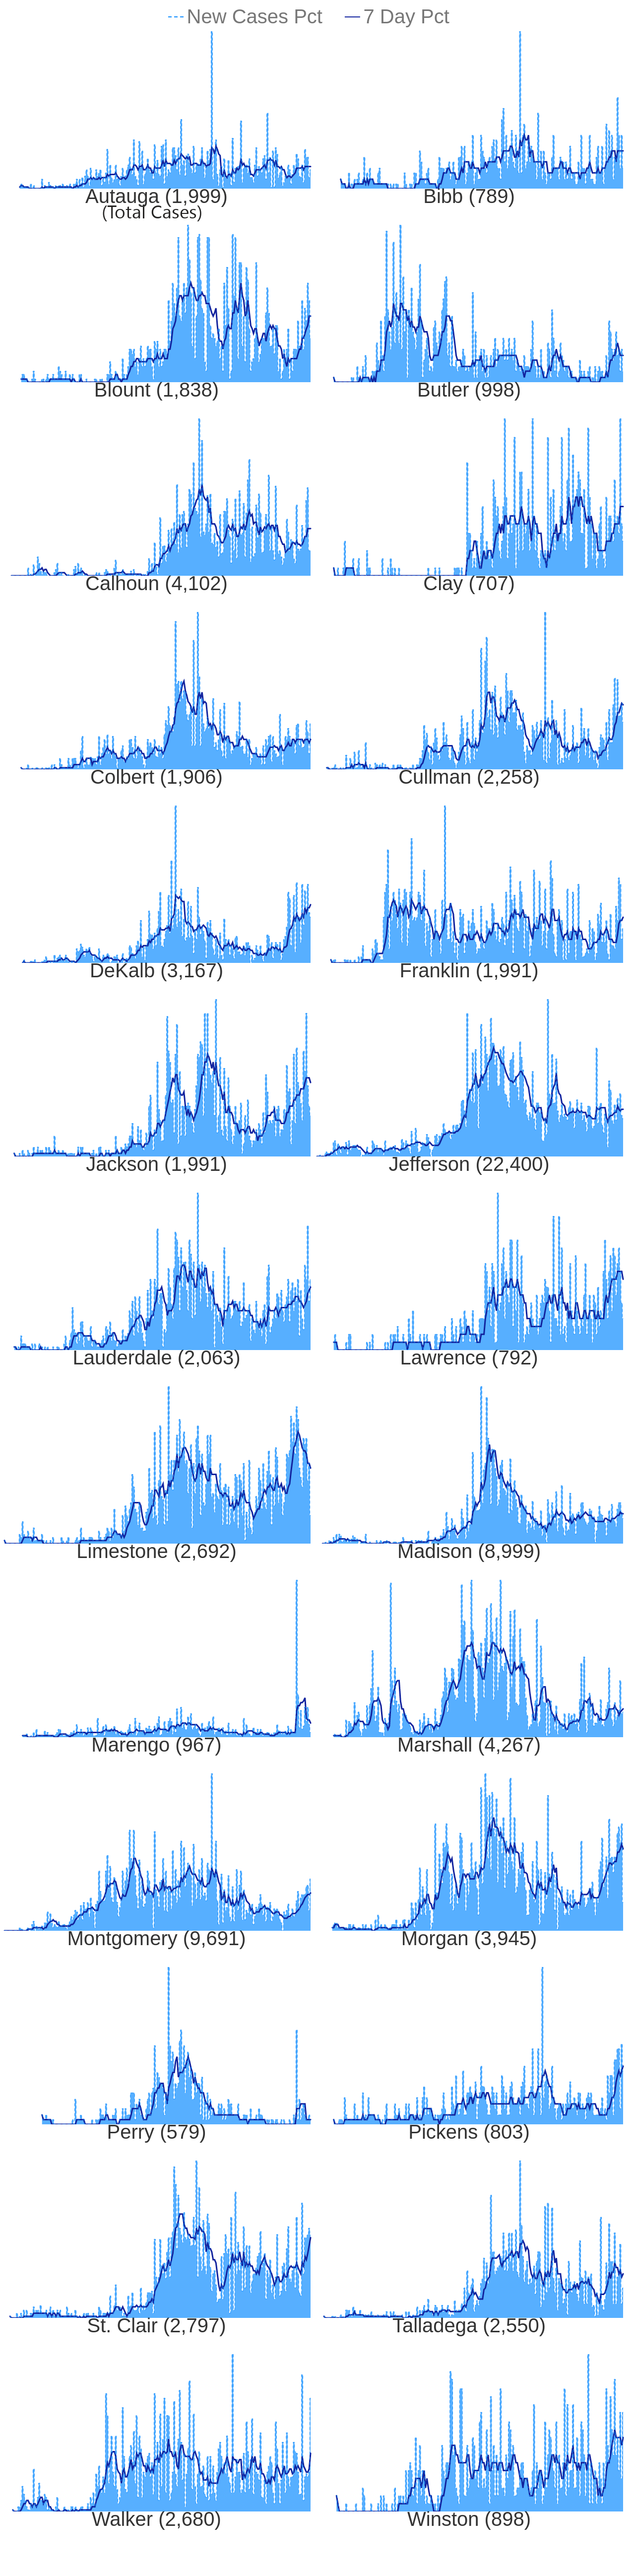 New Cases Pct 7 Day Pct
Autauga (1,999) Bibb (789)
(Total Cases)
Blount (1,838) Butler (998)
Calhoun (4,102) Clay (707)
Colbert (1,906) Cullman (2,258)
DeKalb (3,167) Franklin (1,991)
Jackson (1,991) Jefferson (22,400)
Lauderdale (2,063) Lawrence (792)
Limestone (2,692) Madison (8,999)
Marengo (967) Marshall (4,267)
Montgomery (9,691) Morgan (3,945)
Perry (579) Pickens (803)
St. Clair (2,797) Talladega (2,550)
Walker (2,680) Winston (898)